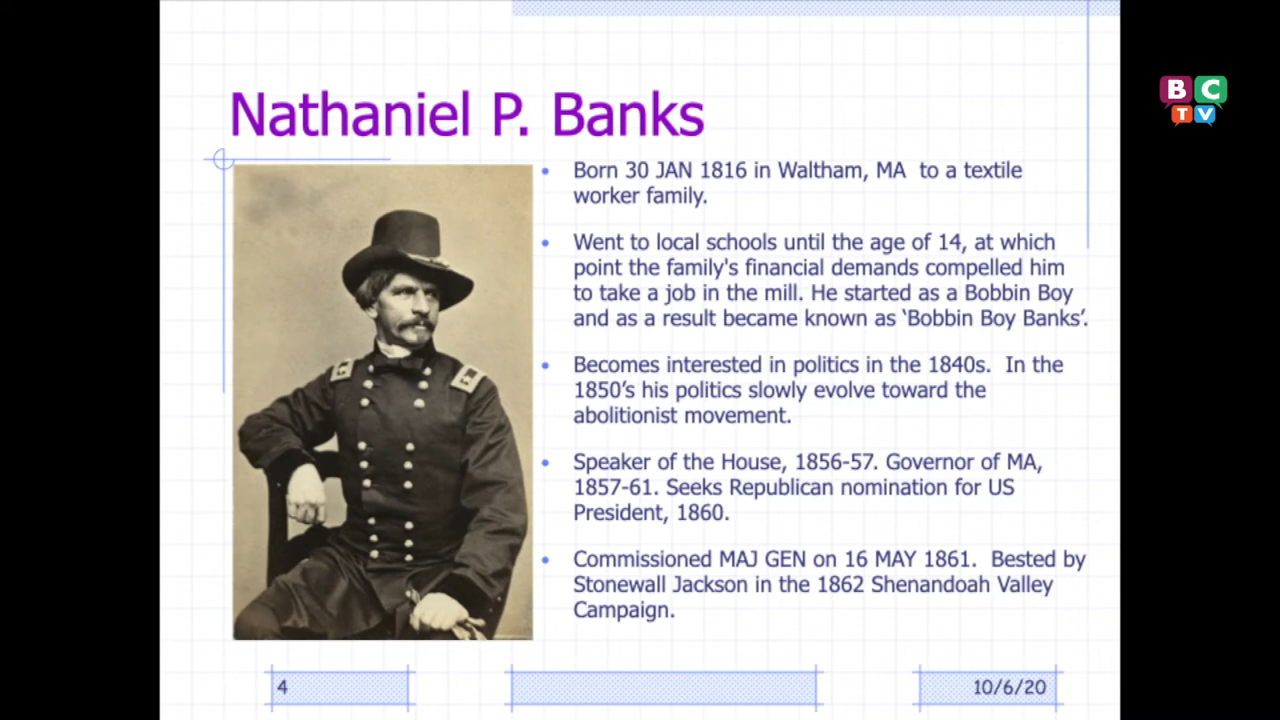 Nathaniel P. Banks
Born 30 JAN 1816 in Waltham, MA to a textile
worker family.
Went to local schools until the age of 14, at which
point the family's financial demands compelled him
to take a job in the mill. He started as a Bobbin Boy
and as a result became known as ‘Bobbin Boy Banks’.
Becomes interested in politics in the 1840s. In the
1850’s his politics slowly evolve toward the
abolitionist movement.
Speaker of the House, 1856-57. Governor of MA,
1857-61. Seeks Republican nomination for US
President, 1860.
Commissioned MAJ GEN on 16 MAY 1861. Bested by
Stonewall Jackson in the 1862 Shenandoah Valley
Campaign.
4
10/6/20
BC
TV